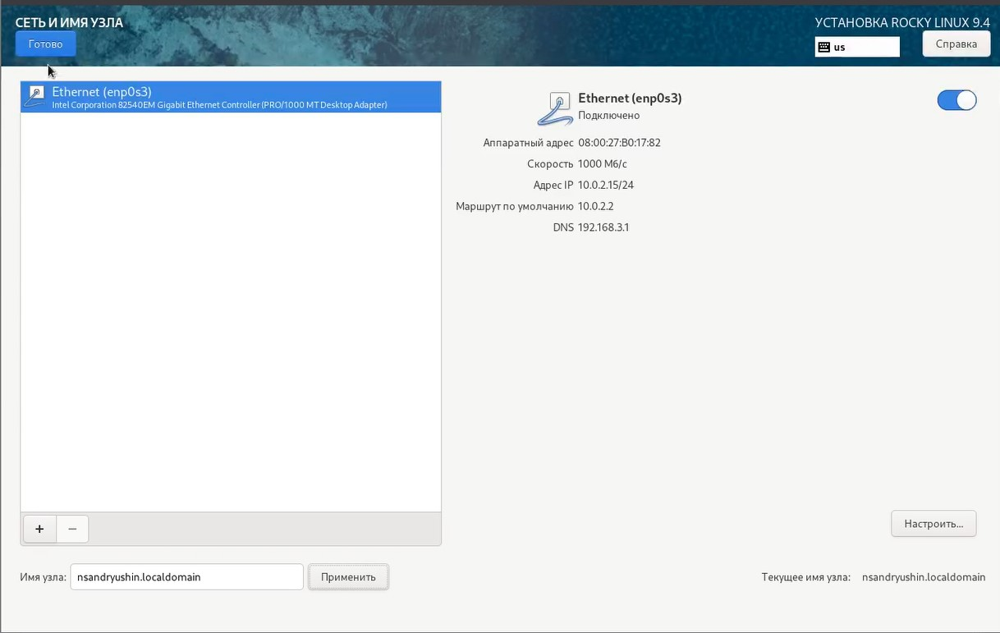 СЕТЬ И ИМЯ УЗЛА
УСТАНОВКА ROCKY LINUX 9.4
Готово
us
Справка
Ethernet (enp0s3)
Intel Corporation 82540EM Gigabit Ethernet Controller (PRO/1000 MT Desktop Adapter)
Ethernet (enp0s3)
Подключено
Аппаратный адрес 08:00:27:B0:17:82
Скорость 1000 Мб/с
Адрес IP 10.0.2.15/24
Маршрут по умолчанию 10.0.2.2
DNS 192.168.3.1
+ −
Настроить...
Имя узла: nsandryushin.localdomain Применить
Текущее имя узла: nsandryushin.localdomain